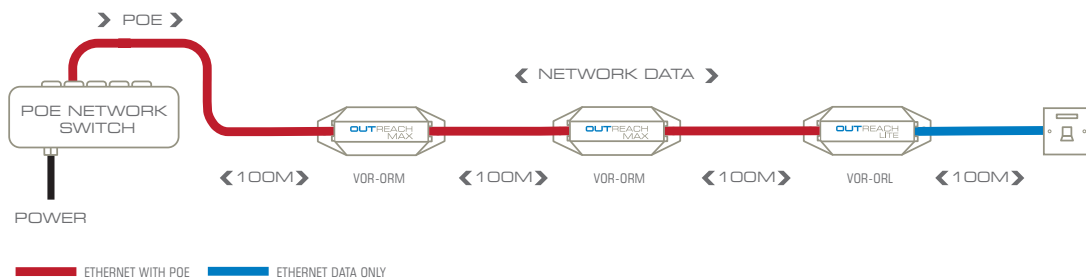 POE
NETWORK DATA
POE NETWORK
SWITCH
OUTREACH
MAX
OUTREACH
MAX
OUTREACH
LITE
100M
VOR-ORM
100M
VOR-ORM
100M
VOR-ORL
100M
POWER
ETHERNET WITH POE
ETHERNET DATA ONLY